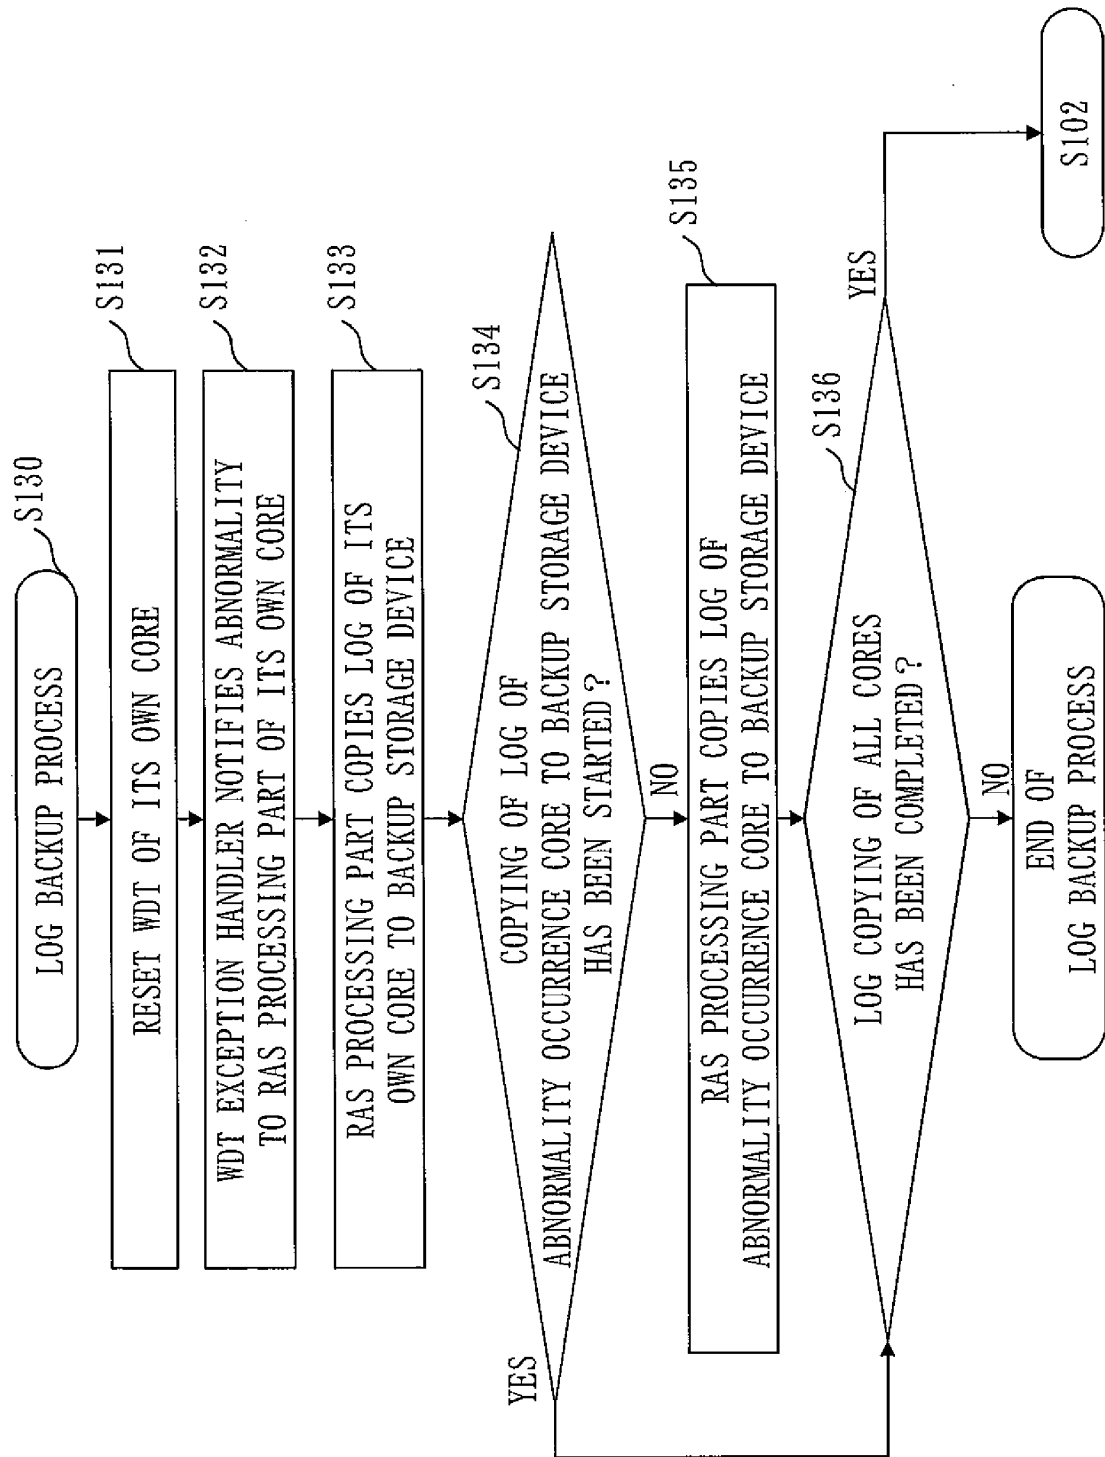 LOG BACKUP PROCESS
S130
RESET WDT OF ITS OWN CORE
S131
WDT EXCEPTION HANDLER NOTIFIES ABNORMALITY
TO RAS PROCESSING PART OF ITS OWN CORE
S132
RAS PROCESSING PART COPIES LOG OF ITS
OWN CORE TO BACKUP STORAGE DEVICE
S133
COPYING OF LOG OF
ABNORMALITY OCCURRENCE CORE TO BACKUP STORAGE DEVICE
HAS BEEN STARTED?
S134
YES
NO
RAS PROCESSING PART COPIES LOG OF
ABNORMALITY OCCURRENCE CORE TO BACKUP STORAGE DEVICE
S135
LOG COPYING OF ALL CORES
HAS BEEN COMPLETED?
S136
YES
NO
END OF
LOG BACKUP PROCESS
S102